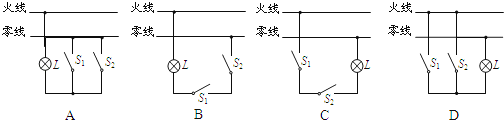 火线 火线 火线 火线
零线 零线 零线 零线
L S1 S2 L S1 S2 S1 S2 L S1 S2 L
A B C D